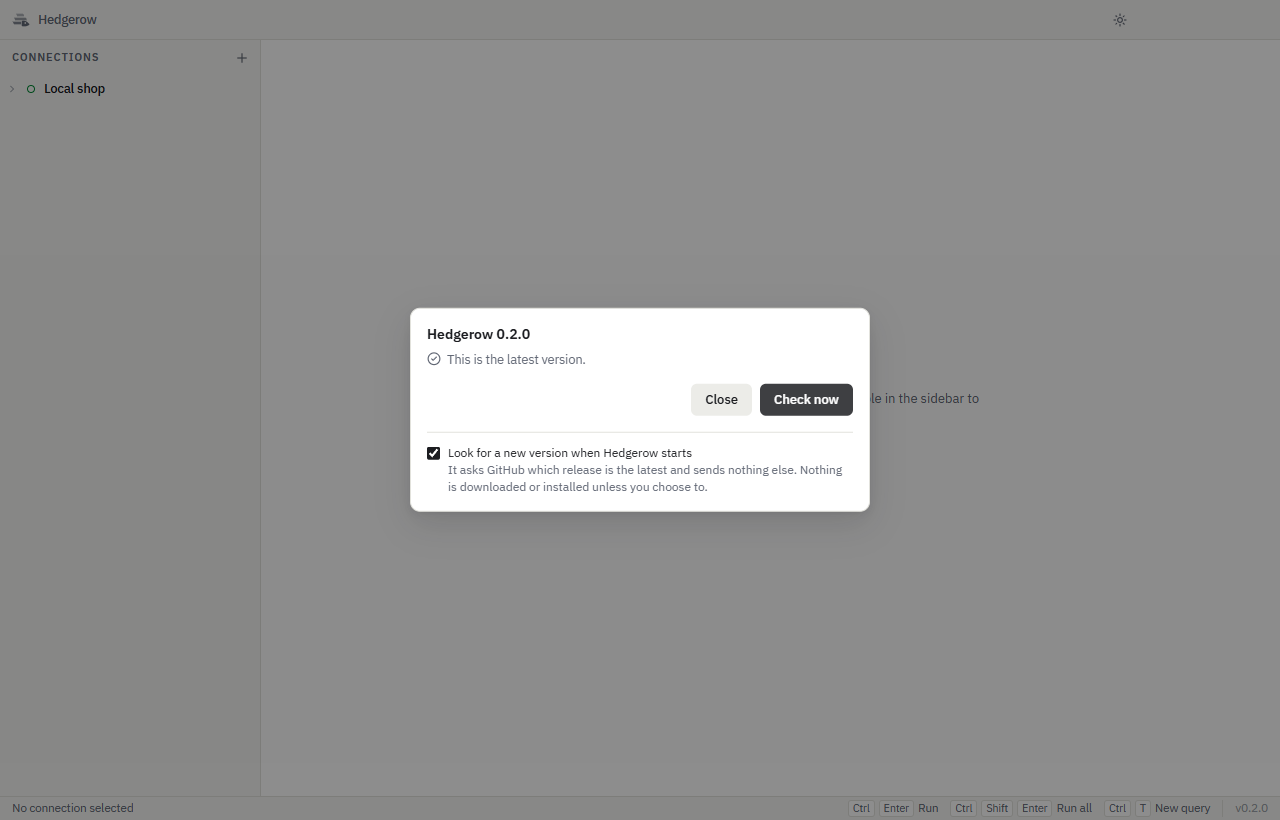 Hedgerow
CONNECTIONS
Local shop
Hedgerow 0.2.0
This is the latest version.
Close
Check now
in the sidebar to
Look for a new version when Hedgerow starts
It asks GitHub which release is the latest and sends nothing else. Nothing
is downloaded or installed unless you choose to.
No connection selected
Ctrl Enter Run Ctrl Shift Enter Run all Ctrl T New query v0.2.0